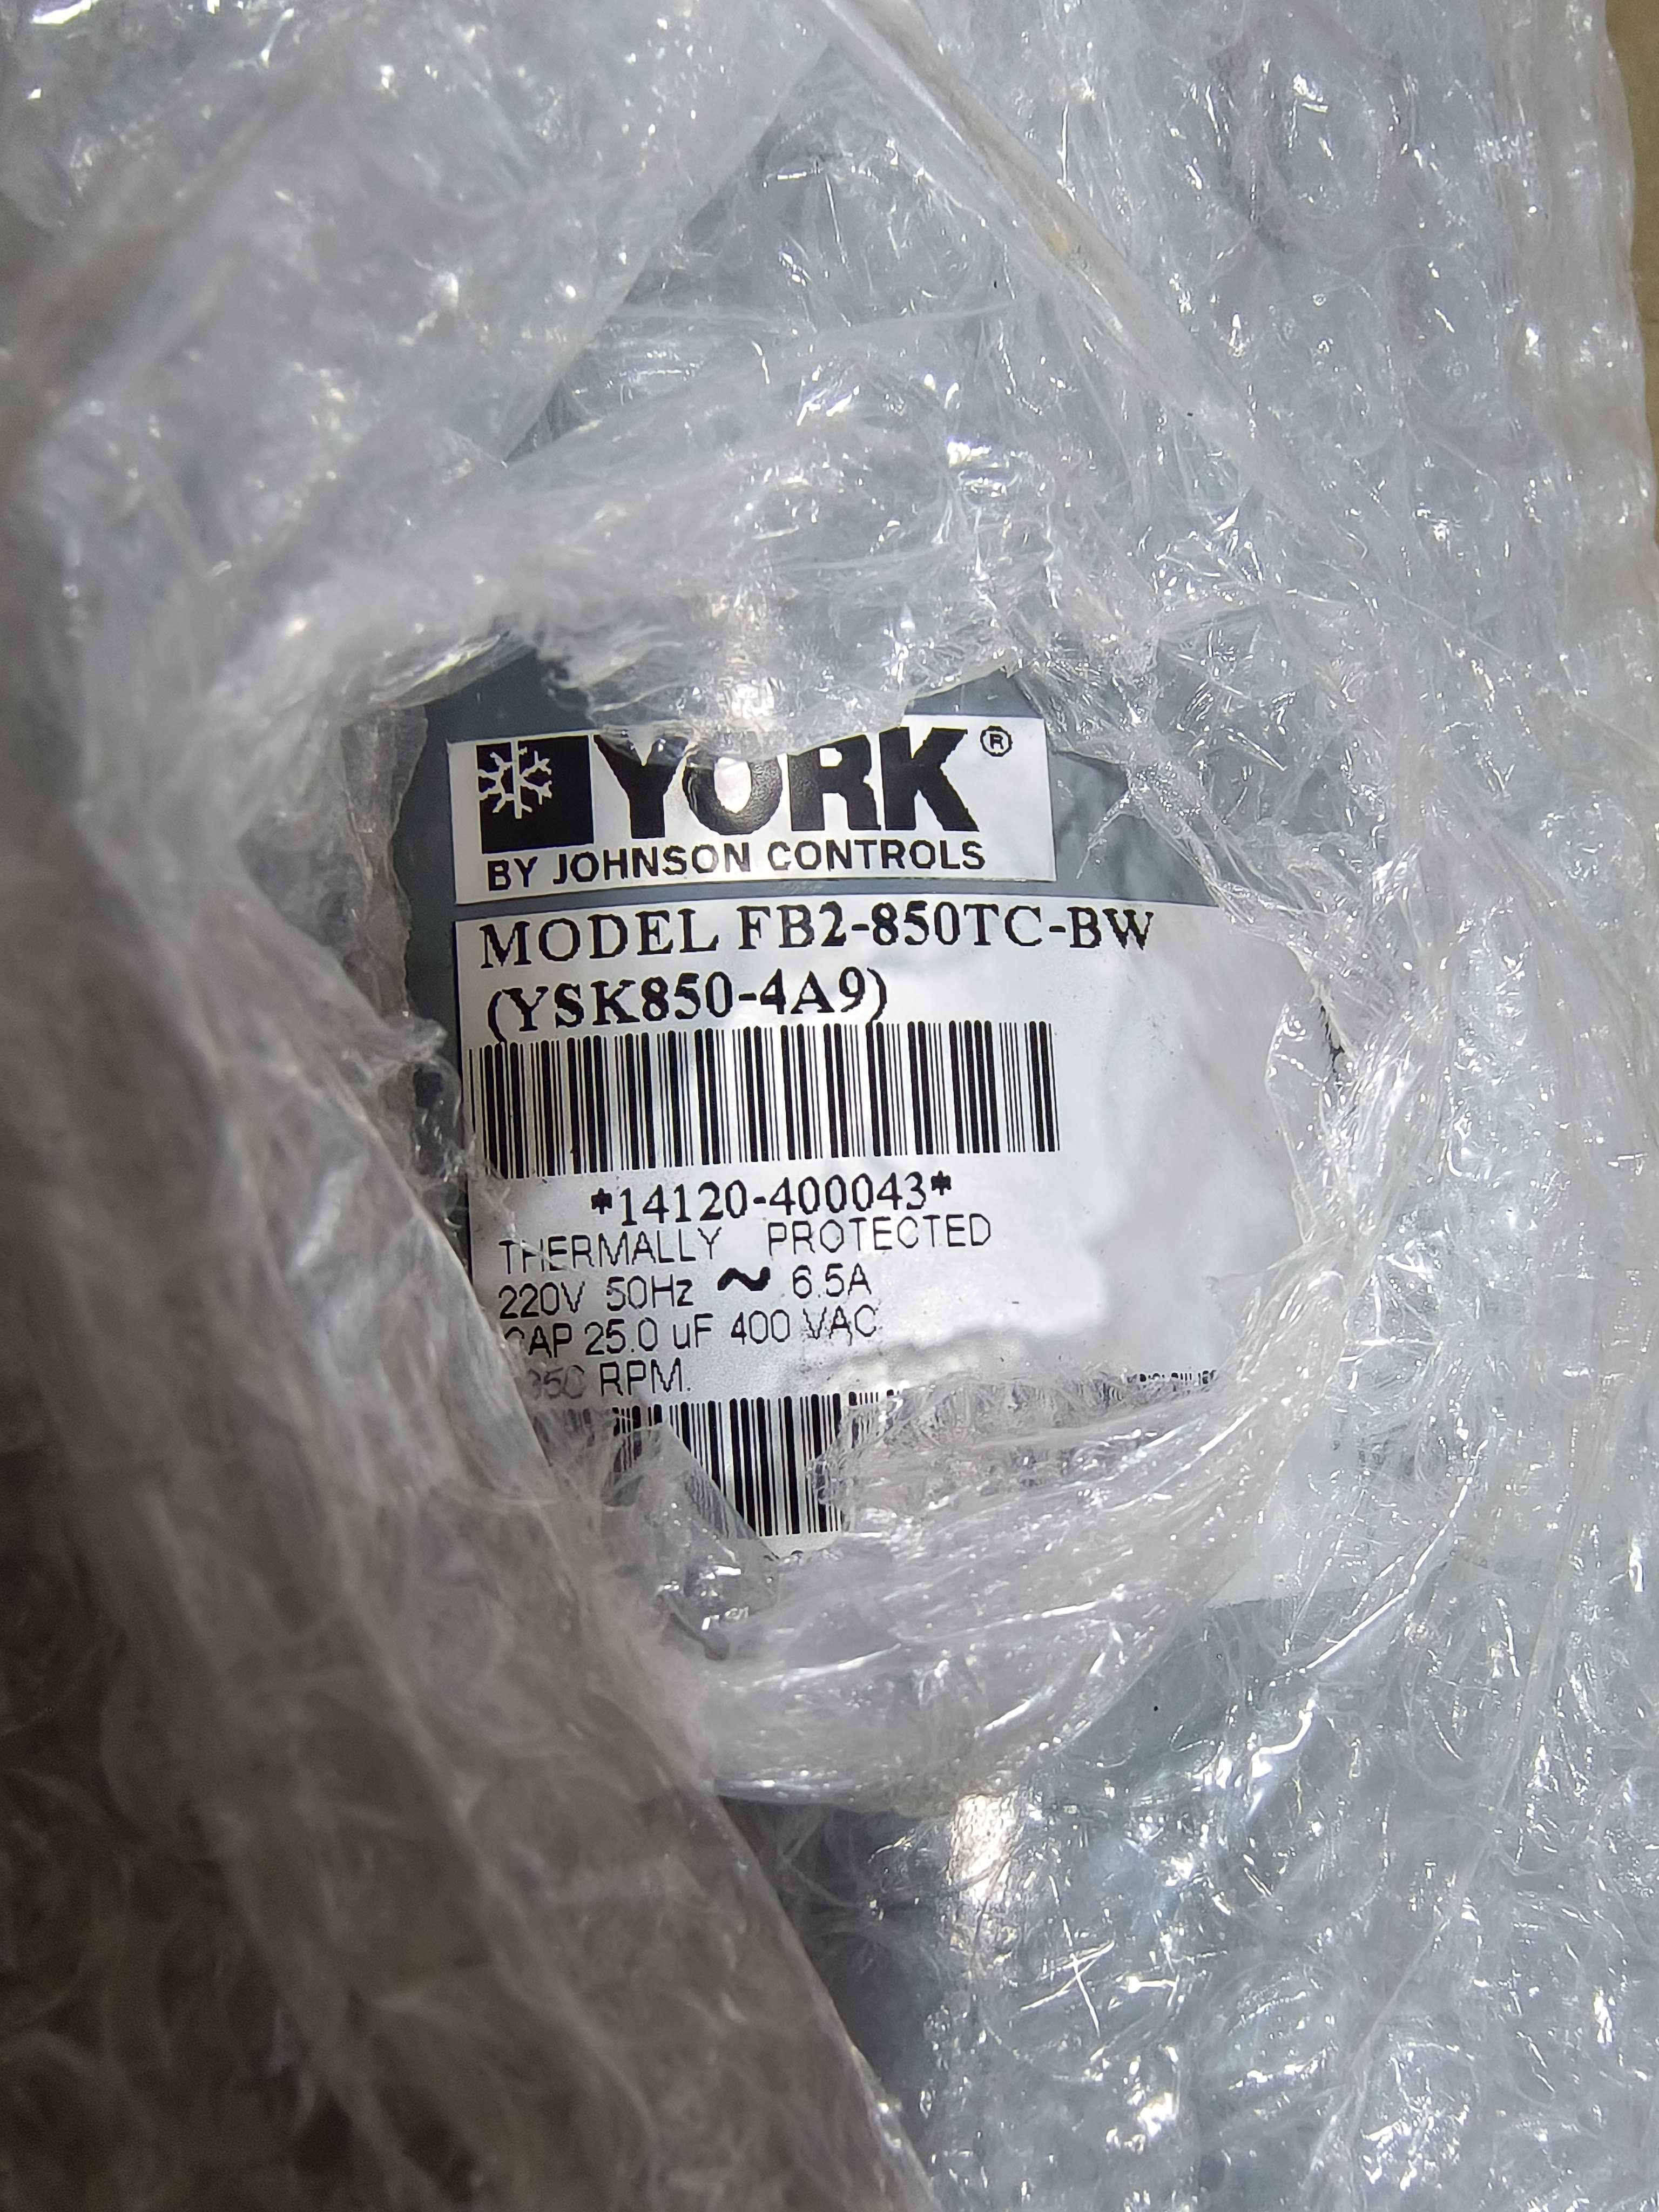 YORK®
BY JOHNSON CONTROLS
MODEL FB2-850TC-BW
(YSK850-4A9)
*14120-400043*
THERMALLY PROTECTED
220V 50Hz ~ 6.5A
CAP 25.0 uF 400 VAC
RPM.